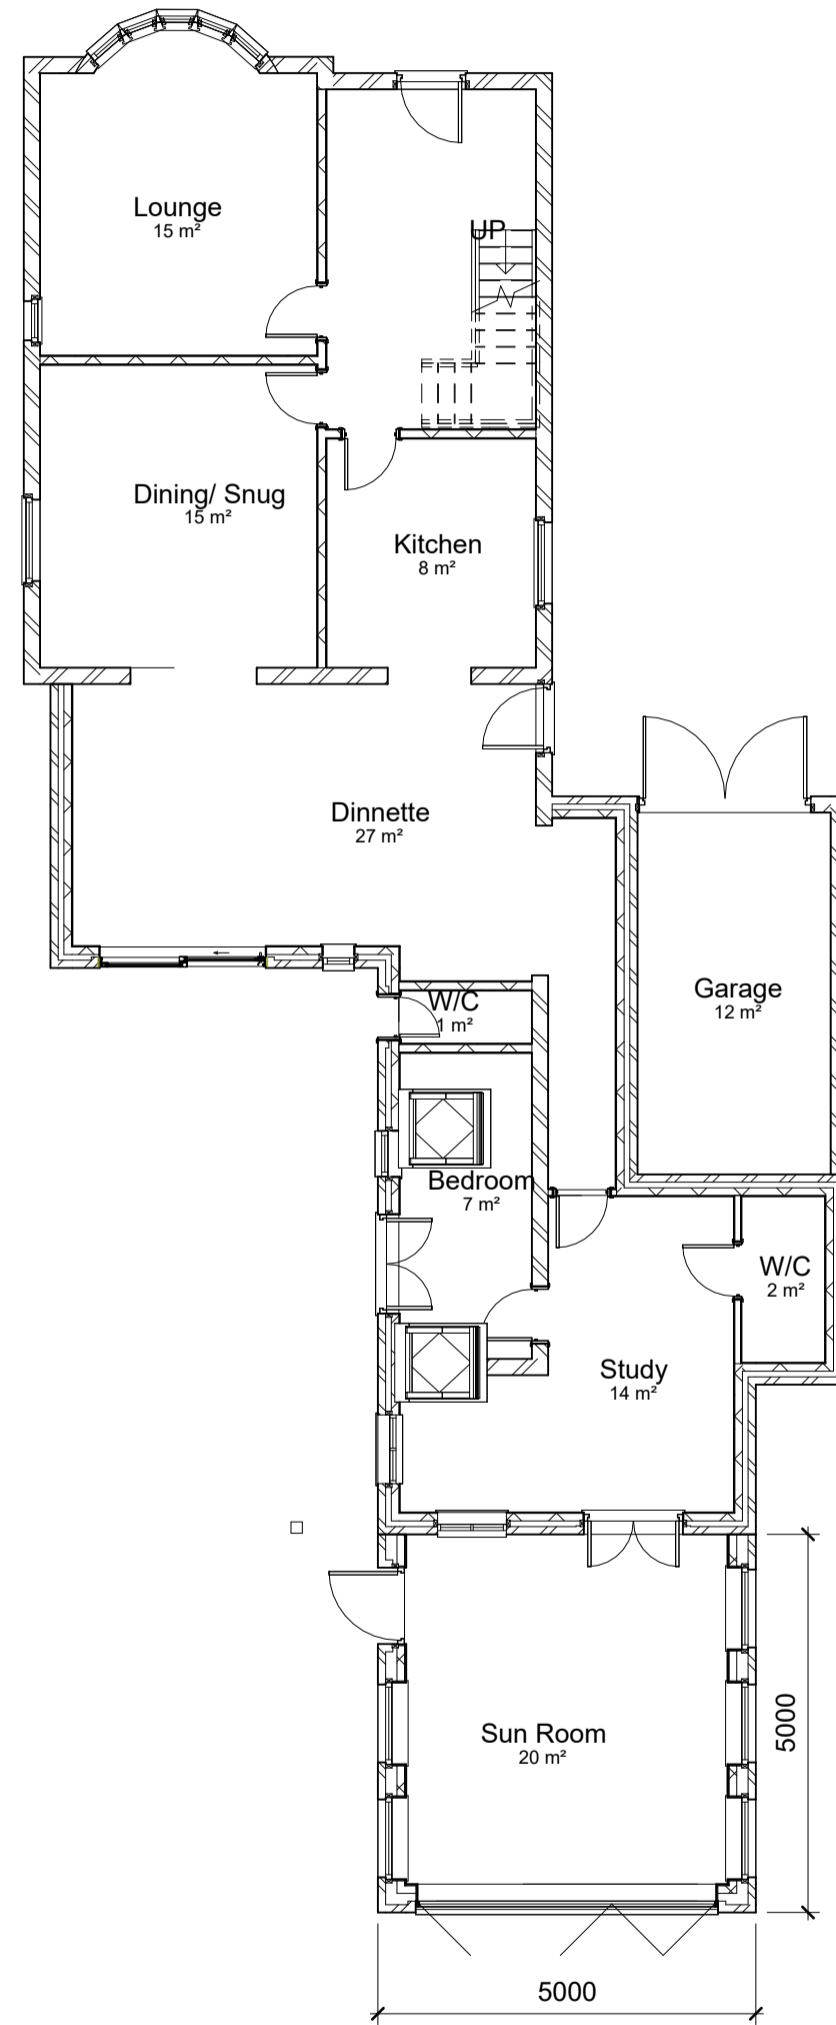 Lounge
15 m²
UP
Dining/ Snug
15 m²
Kitchen
8 m²
Dinnette
27 m²
Garage
12 m²
W/C
1 m²
Bedroom
7 m²
W/C
2 m²
Study
14 m²
Sun Room
20 m²
5000
5000